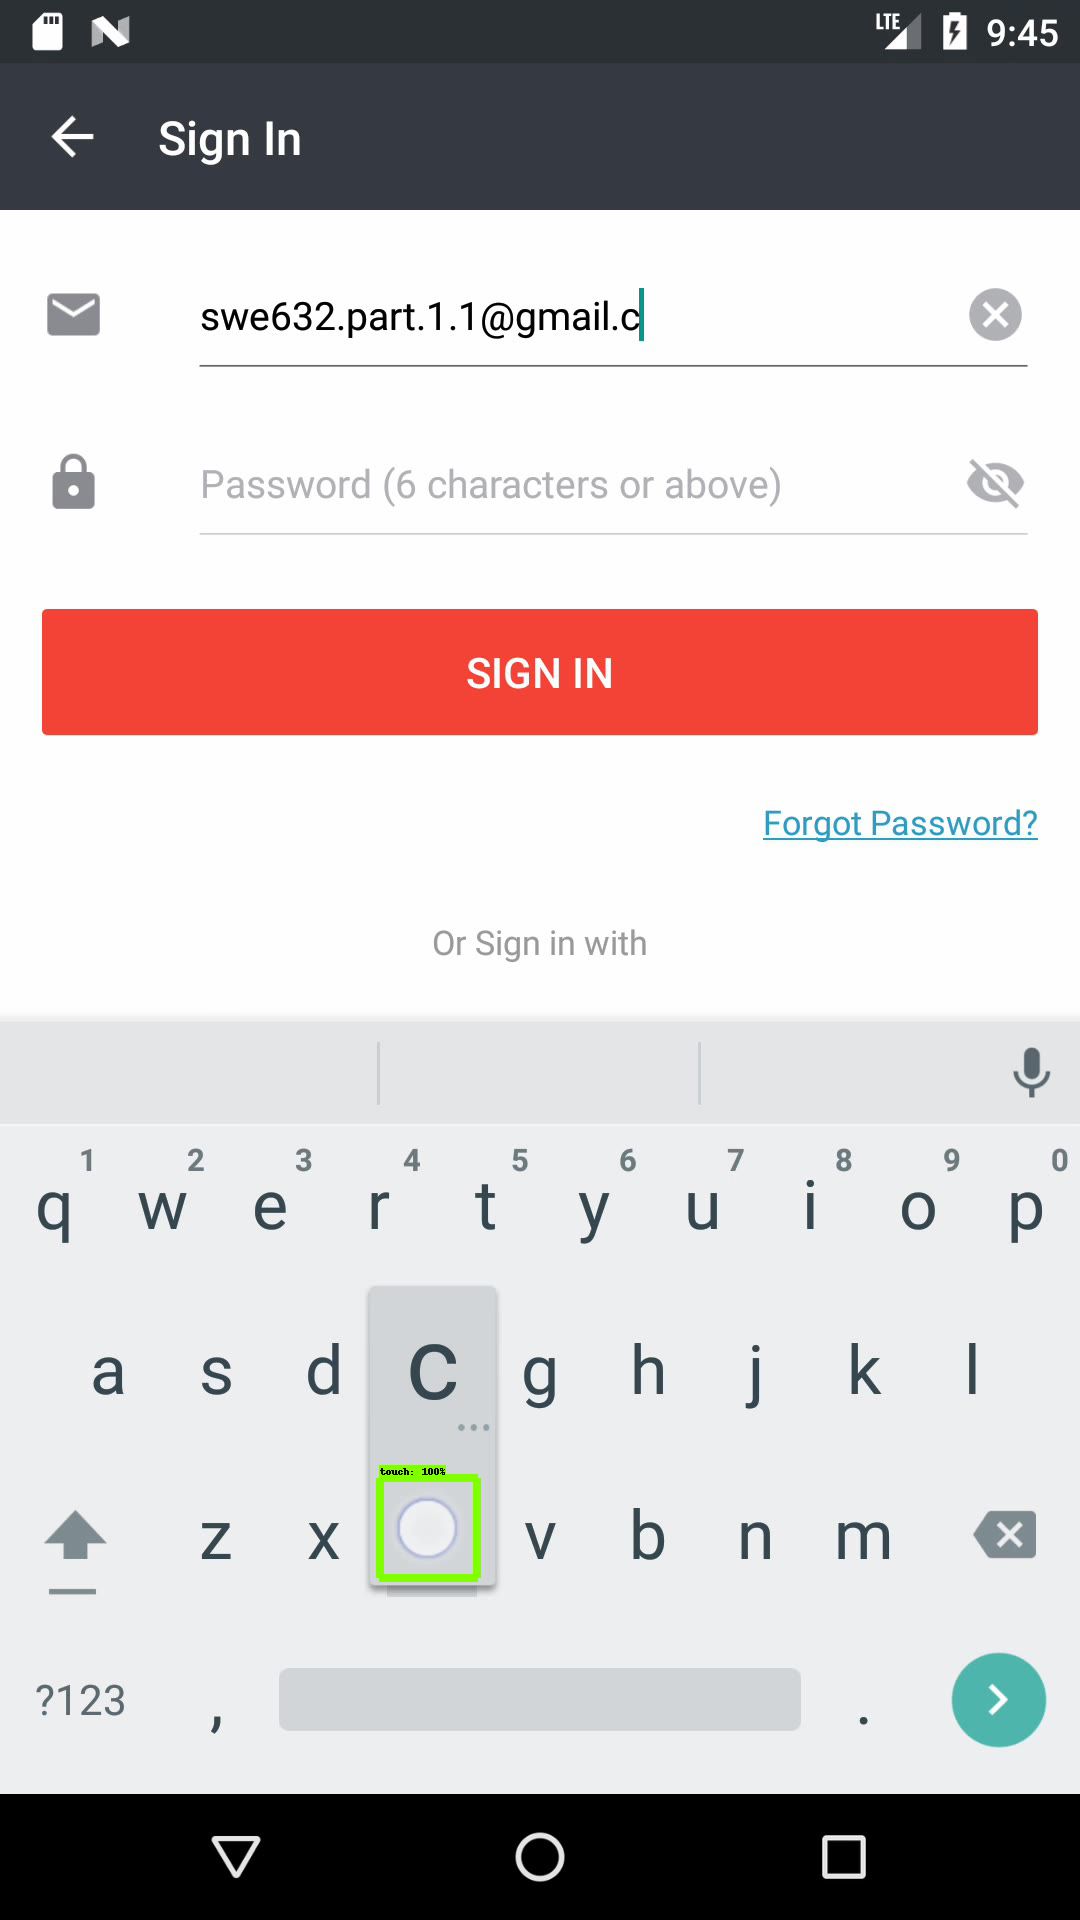 LTE 9:45
Sign In
swe632.part.1.1@gmail.c
Password (6 characters or above)
SIGN IN
Forgot Password?
Or Sign in with
1 2 3 4 5 6 7 8 9 0
q w e r t y u i o p
a s d c g h j k l
touch: 100%
z x v b n m
?123 , .